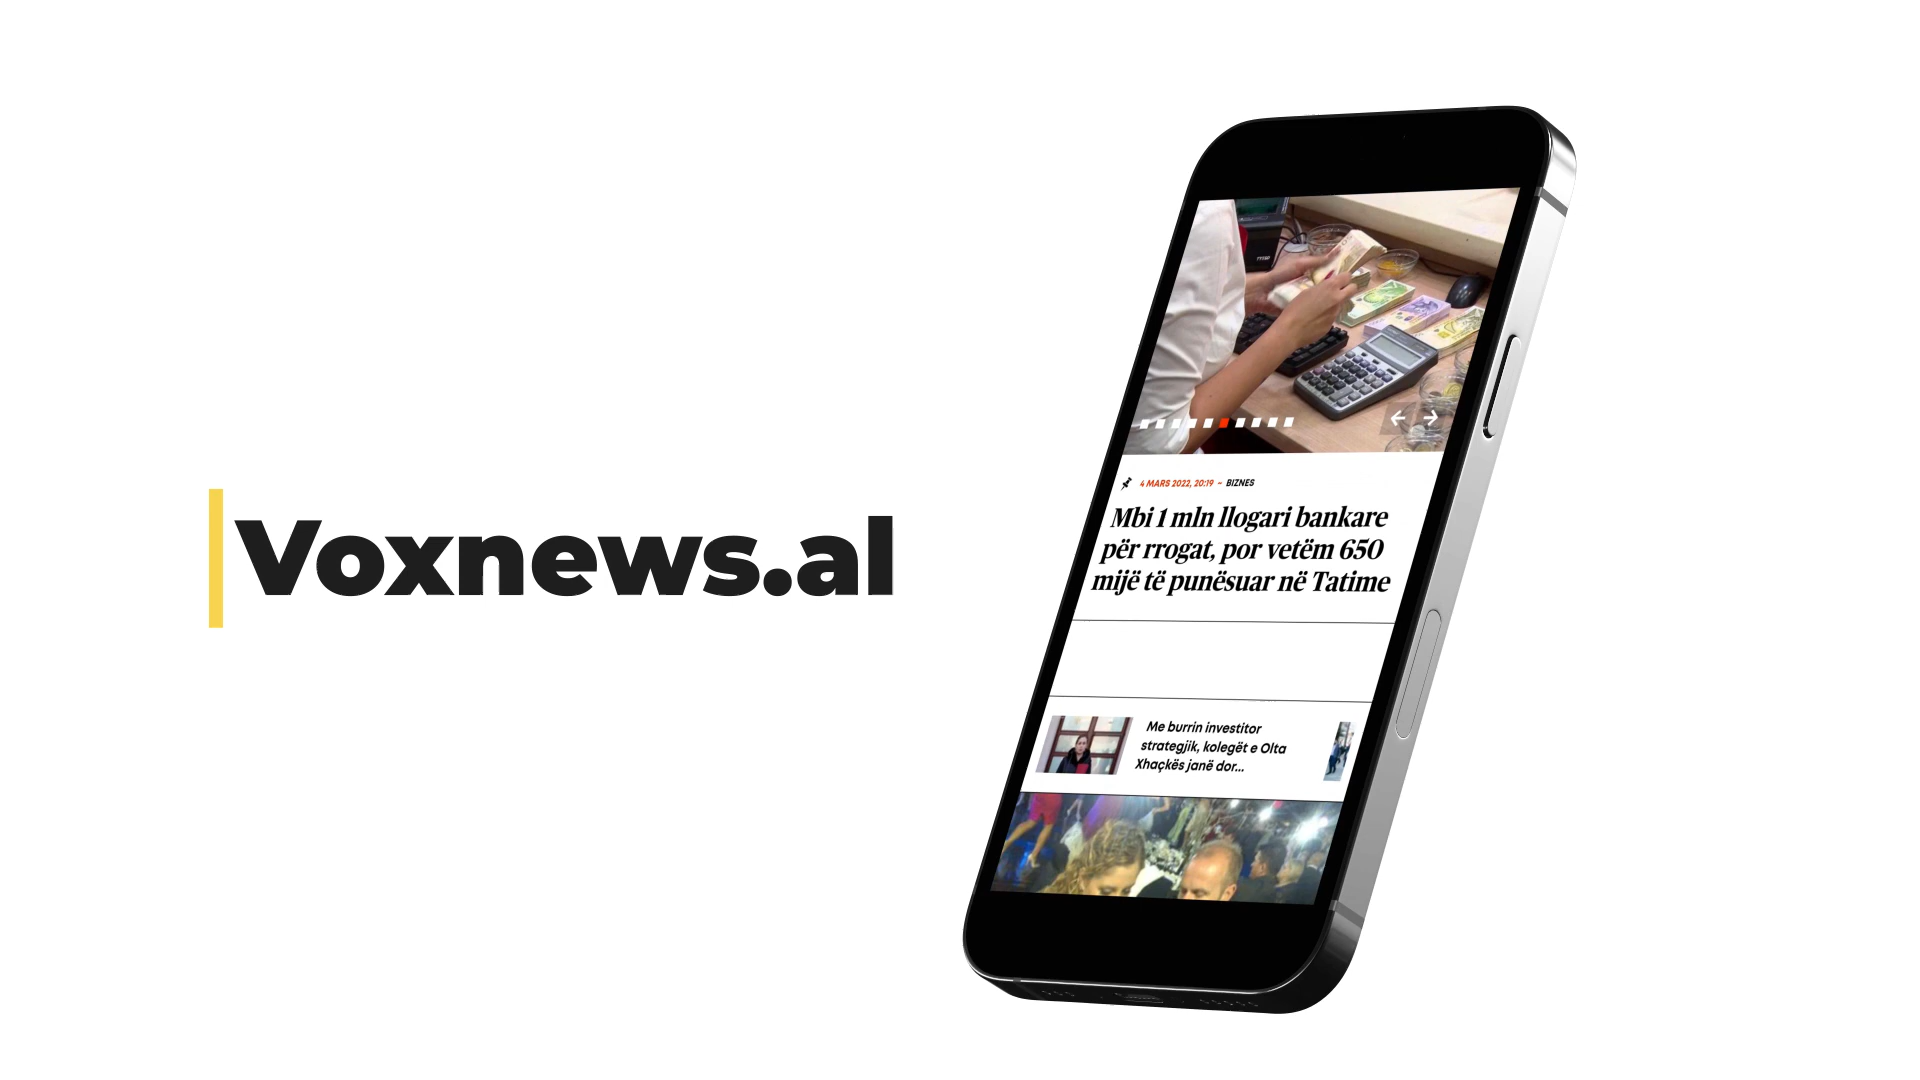 Voxnews.al
4 MARS 2022, 20:19 – BIZNES
Mbi 1 mln llogari bankare
për rrogat, por vetëm 650
mijë të punësuar në Tatime
Me burrin investitor
strategjik, kolegët e Olta
Xhaçkës janë dor...